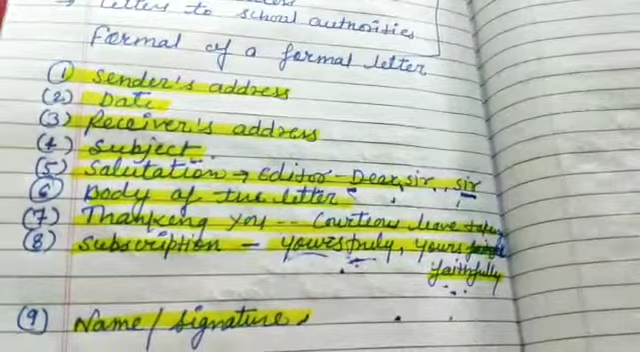 → letters to school authorities
Formal of a formal letter
(1) Sender's address
(2) Date
(3) Receiver's address
(4) Subject
(5) Salutation → editor - Dear, sir, sir
(6) Body of the letter
(7) Thanking you --- Courteous leave taking
(8) Subscription - yours truly, yours
faithfully
(9) Name/signature